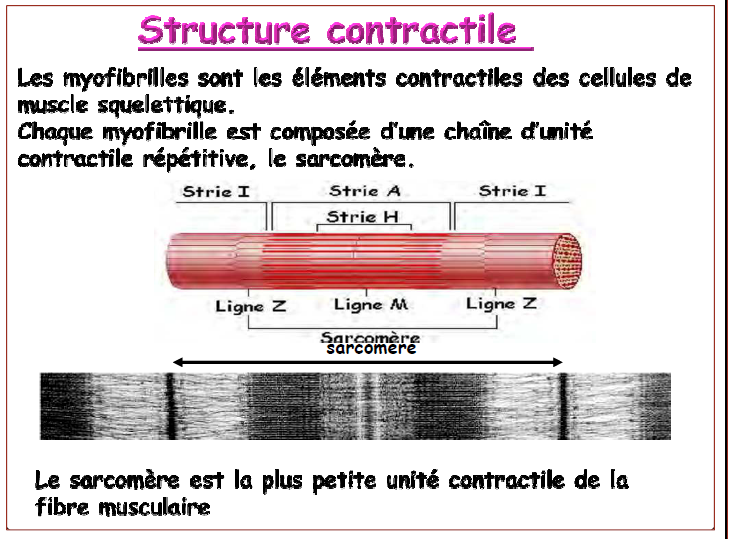 Structure contractile
Les myofibrilles sont les éléments contractiles des cellules de
muscle squelettique.
Chaque myofibrille est composée d'une chaîne d'unité
contractile répétitive, le sarcomère.
Strie I Strie A Strie I
Strie H
Ligne Z Ligne M Ligne Z
Sarcomère
sarcomère
Le sarcomère est la plus petite unité contractile de la
fibre musculaire